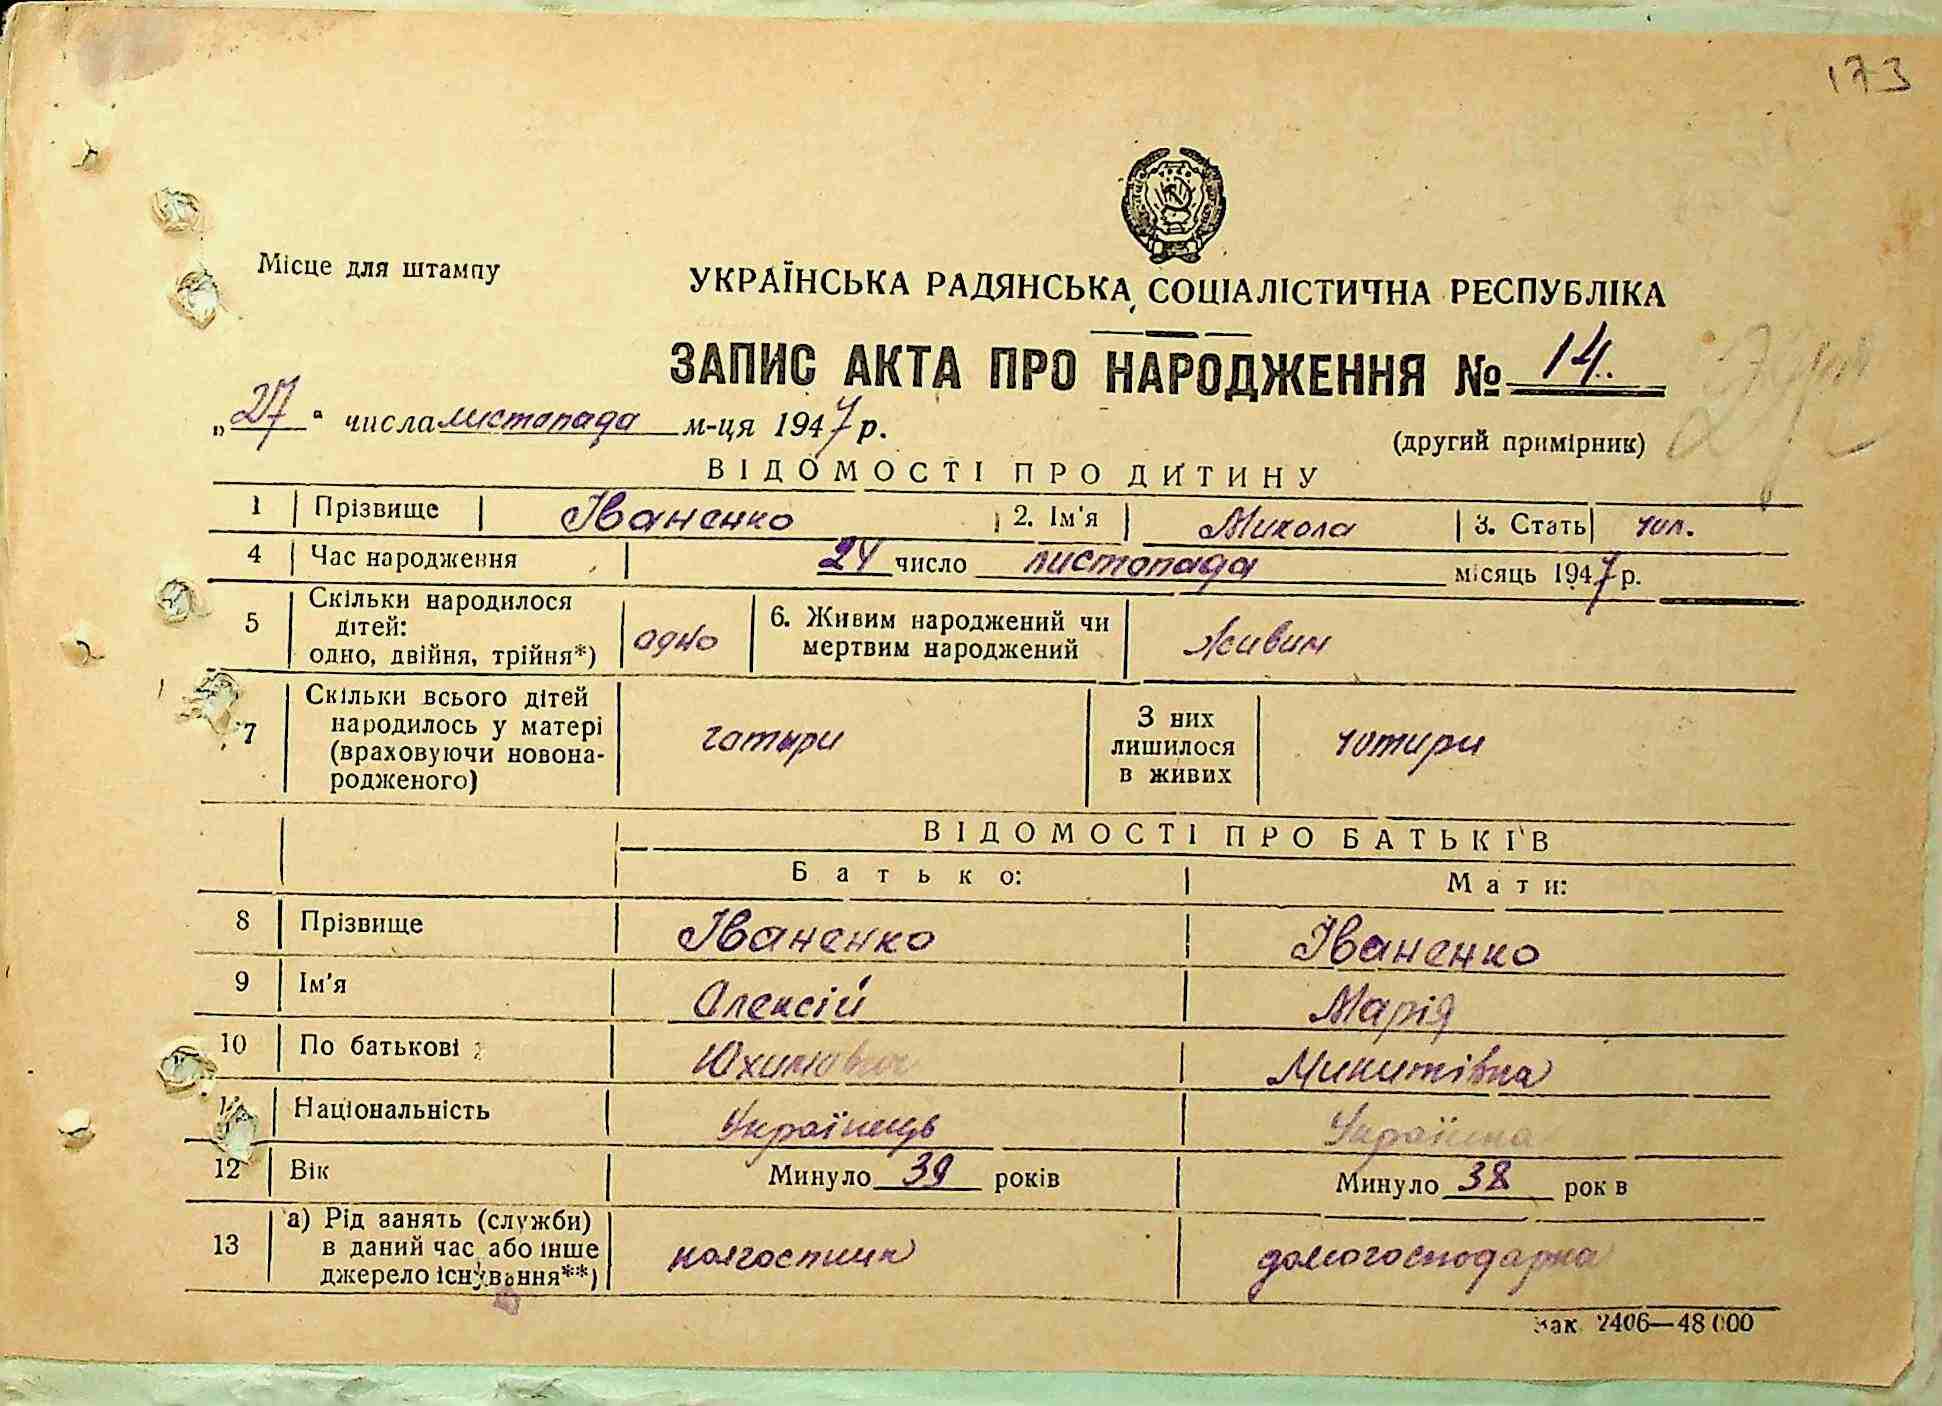 173
Місце для штампу
УКРАЇНСЬКА РАДЯНСЬКА СОЦІАЛІСТИЧНА РЕСПУБЛІКА
ЗАПИС АКТА ПРО НАРОДЖЕННЯ № 14.
„27“ числа листопада м-ця 1947 р.
(другий примірник)
ВІДОМОСТІ ПРО ДИТИНУ
1 Прізвище Іваненко 2. Ім'я Микола 3. Стать чол.
4 Час народження 24 число листопада місяць 1947 р.
5 Скільки народилося дітей: одно, двійня, трійня*) одно 6. Живим народжений чи мертвим народжений живим
7 Скільки всього дітей народилось у матері (враховуючи новонародженого) чотыри З них лишилося в живих чотири
ВІДОМОСТІ ПРО БАТЬКІВ
Батько: Мати:
8 Прізвище Іваненко Іваненко
9 Ім'я Олексій Марія
10 По батькові Микитівна
Національність Українець Українка
12 Вік Минуло 39 років Минуло 38 рок в
13 а) Рід занять (служби) в даний час або інше джерело існування**) колгоспник домогосподарка
Зак. 2406—48 000